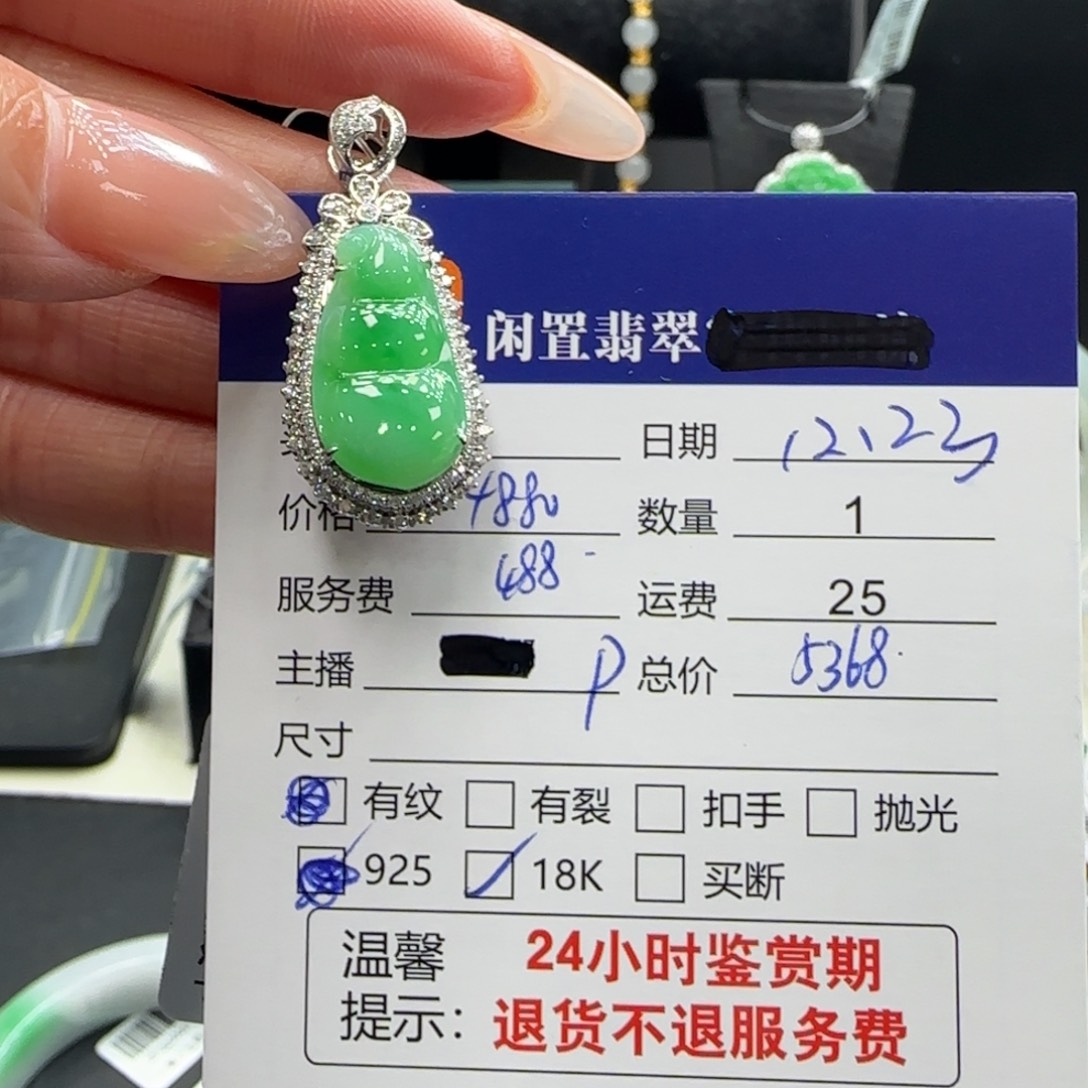 闲置翡翠
日期 12.22
价格 4880 数量 1
服务费 488- 运费 25
主播 P 总价 5368.
尺寸
有纹 有裂 扣手 抛光
925 18K 买断
温馨提示: 24小时鉴赏期
退货不退服务费